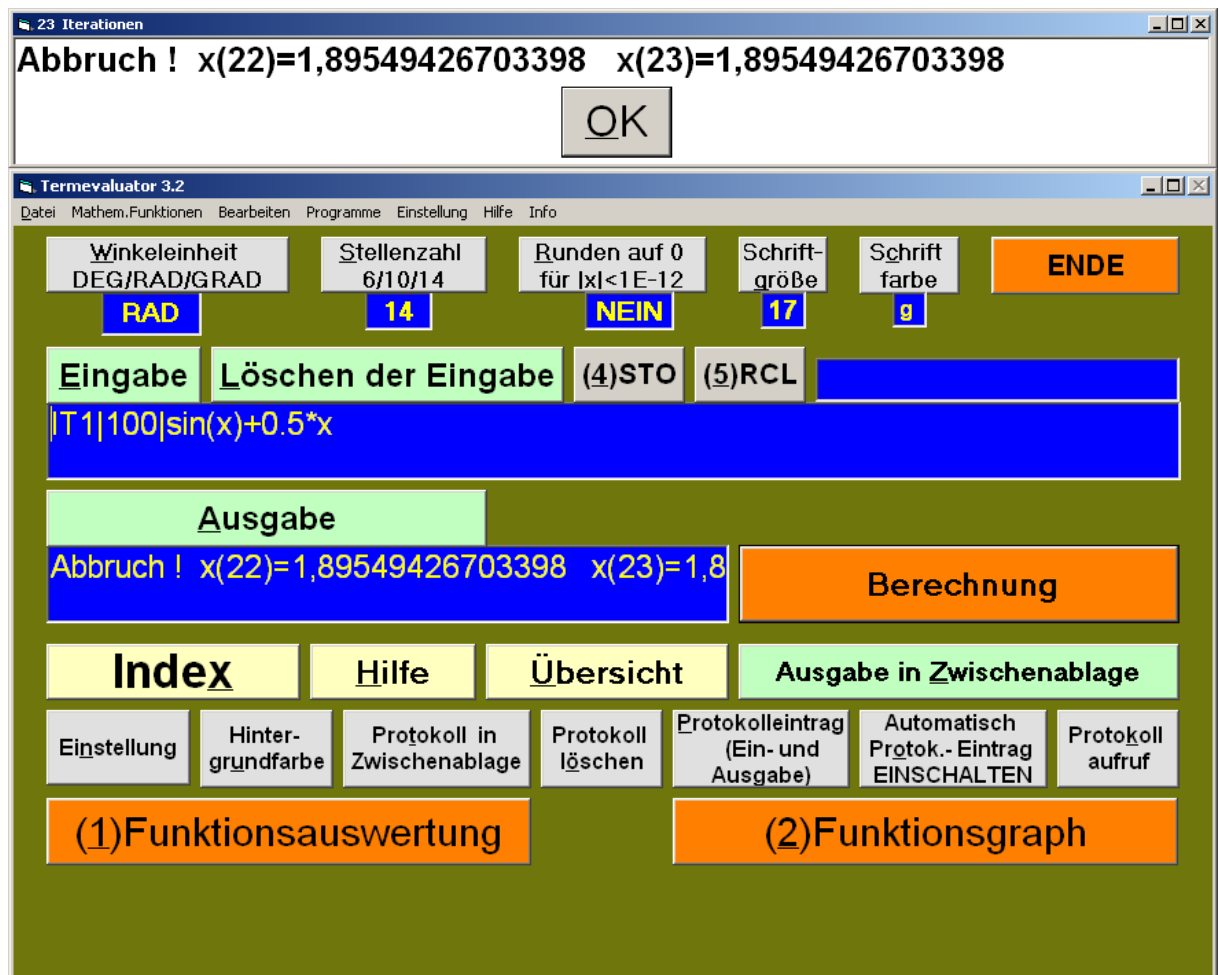 23 Iterationen
Abbruch ! x(22)=1,89549426703398 x(23)=1,89549426703398
OK
Termevaluator 3.2
Datei Mathem.Funktionen Bearbeiten Programme Einstellung Hilfe Info
Winkeleinheit
DEG/RAD/GRAD
RAD
Stellenzahl
6/10/14
14
Runden auf 0
für |x|<1E-12
NEIN
Schrift-
größe
17
Schrift
farbe
g
ENDE
Eingabe
Löschen der Eingabe
(4)STO
(5)RCL
IT1|100|sin(x)+0.5*x
Ausgabe
Abbruch ! x(22)=1,89549426703398 x(23)=1,8
Berechnung
Index
Hilfe
Übersicht
Ausgabe in Zwischenablage
Einstellung
Hinter-
grundfarbe
Protokoll in
Zwischenablage
Protokoll
löschen
Protokolleintrag
(Ein- und
Ausgabe)
Automatisch
Protok.- Eintrag
EINSCHALTEN
Protokoll
aufruf
(1)Funktionsauswertung
(2)Funktionsgraph